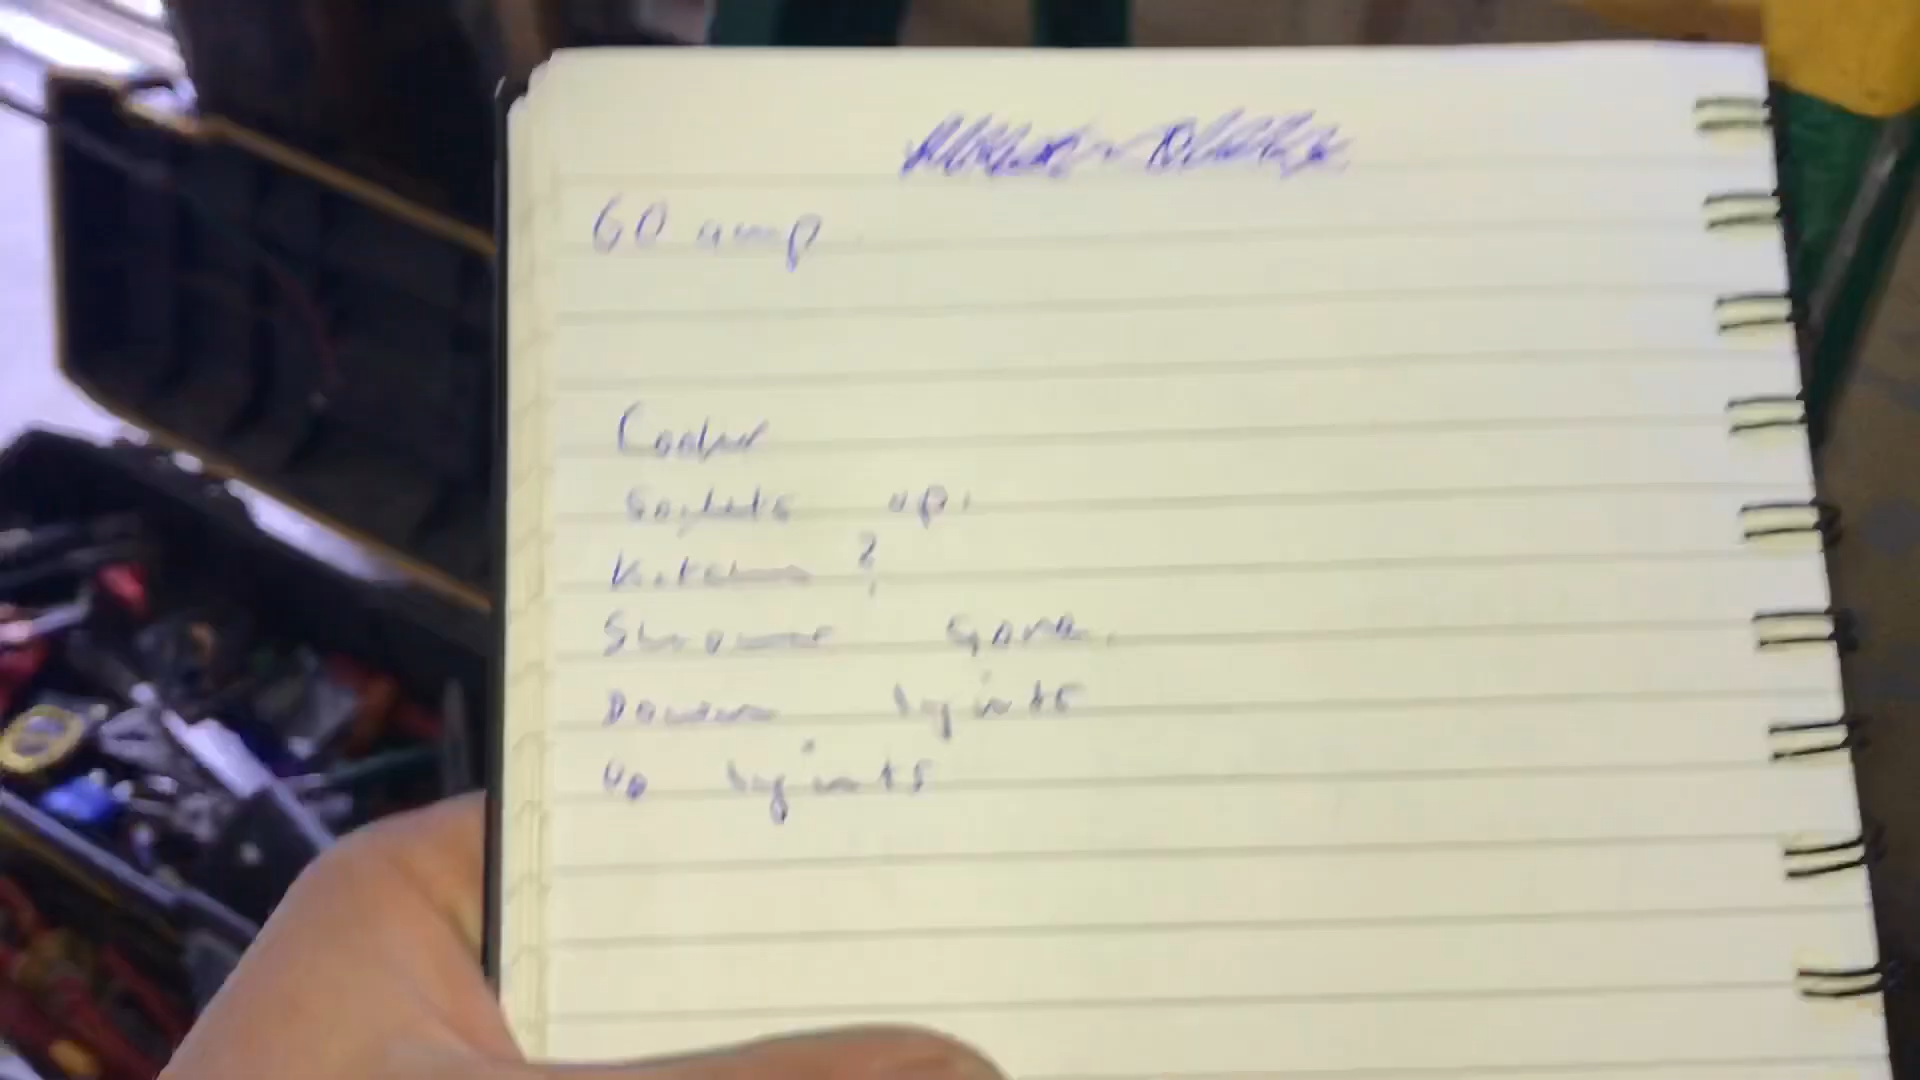 60 amp
Cooker
Sockets up.
Kitchen ?
Shower Gone.
Down lights
Up lights